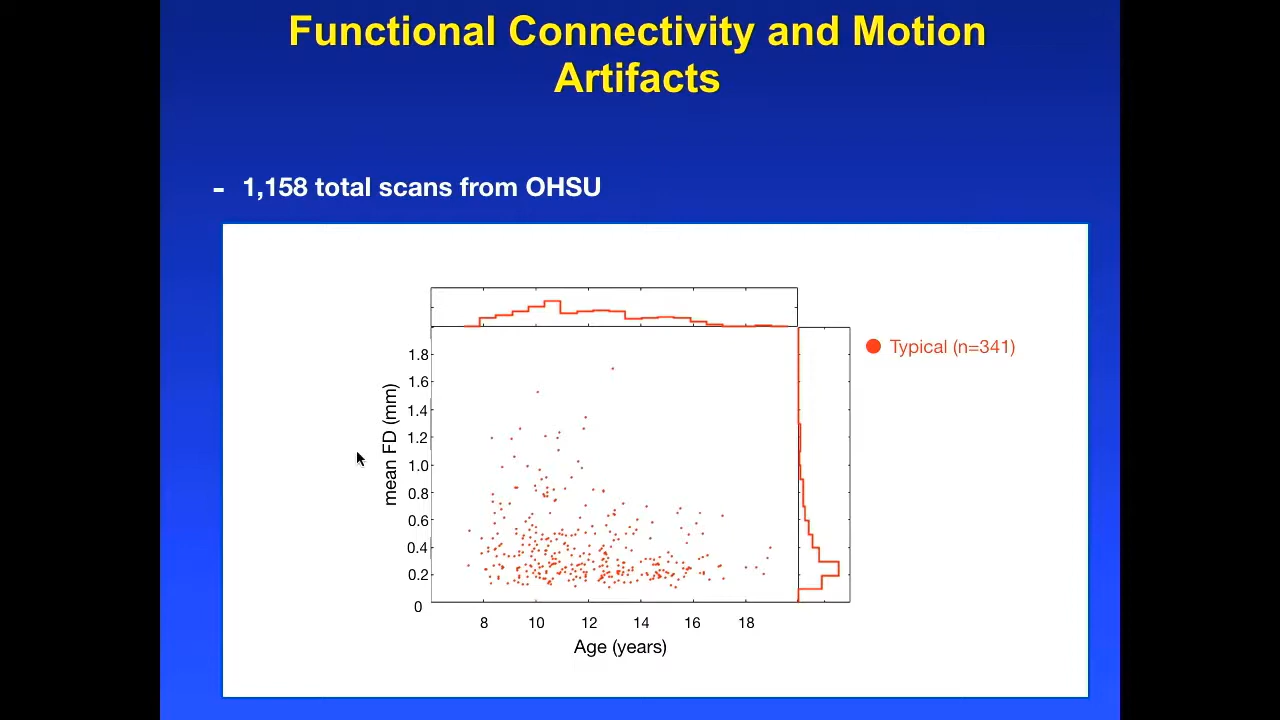 Functional Connectivity and Motion
Artifacts
- 1,158 total scans from OHSU
Typical (n=341)
mean FD (mm)
1.8
1.6
1.4
1.2
1.0
0.8
0.6
0.4
0.2
0
8 10 12 14 16 18
Age (years)